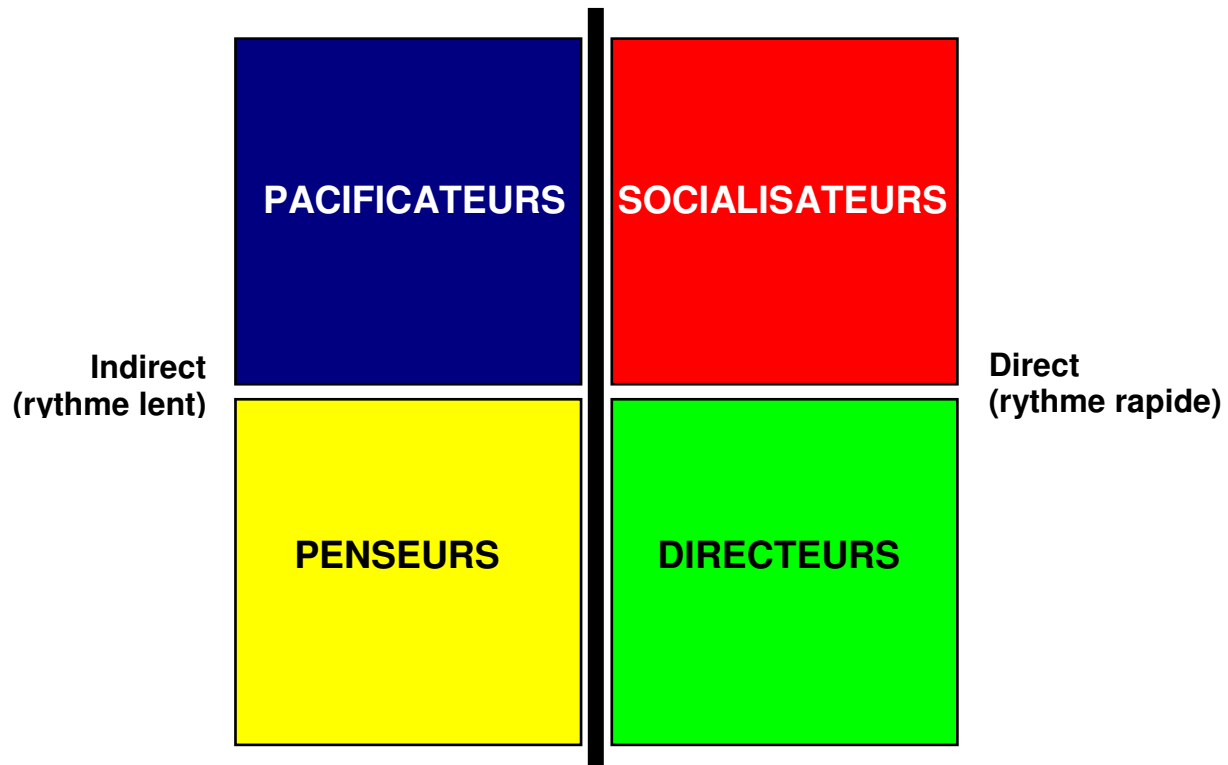 PACIFICATEURS
SOCIALISATEURS
Indirect
(rythme lent)
Direct
(rythme rapide)
PENSEURS
DIRECTEURS